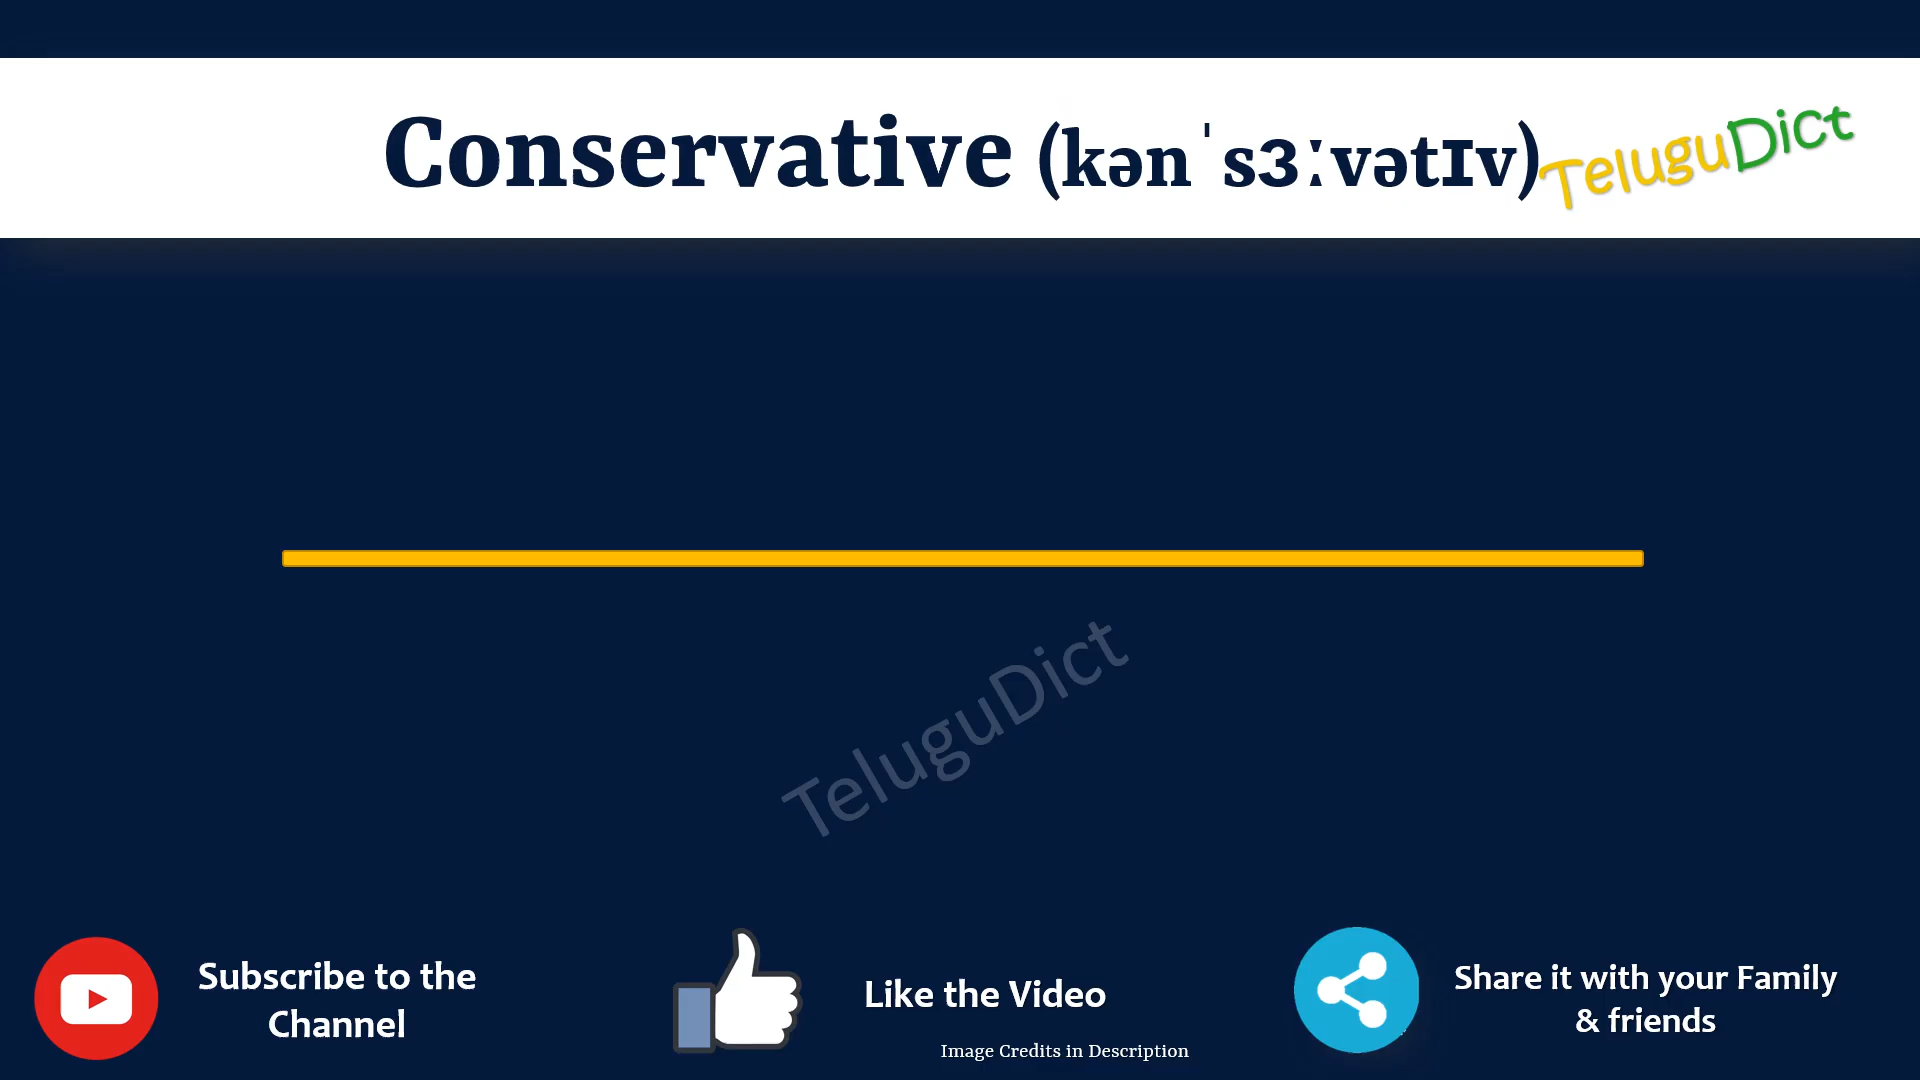 Conservative (kənˈsɜːvətɪv)
TeluguDict
TeluguDict
Subscribe to the
Channel
Like the Video
Share it with your Family
& friends
Image Credits in Description